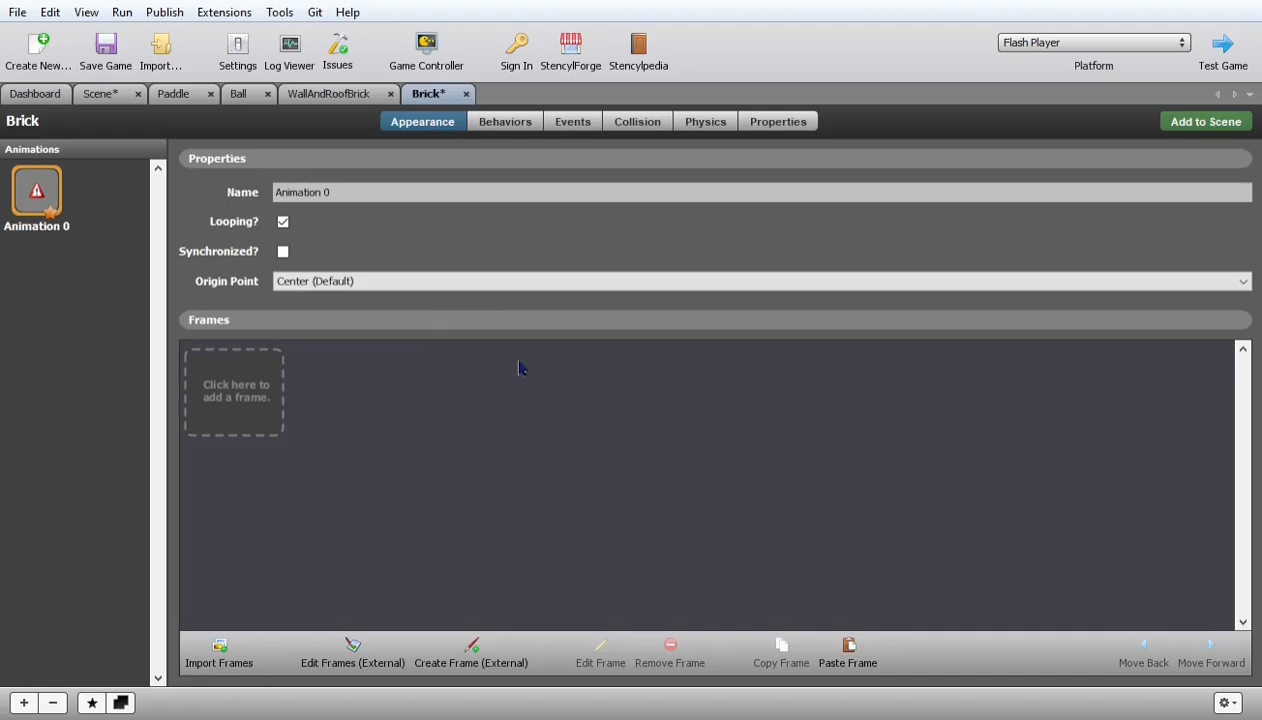 File Edit View Run Publish Extensions Tools Git Help
Create New... Save Game Import... Settings Log Viewer Issues Game Controller Sign In StencylForge Stencylpedia
Flash Player
Platform
Test Game
Dashboard Scene* Paddle Ball WallAndRoofBrick Brick*
Brick
Appearance Behaviors Events Collision Physics Properties
Add to Scene
Animations
Animation 0
Properties
Name Animation 0
Looping?
Synchronized?
Origin Point Center (Default)
Frames
Click here to
add a frame.
Import Frames Edit Frames (External) Create Frame (External) Edit Frame Remove Frame Copy Frame Paste Frame Move Back Move Forward